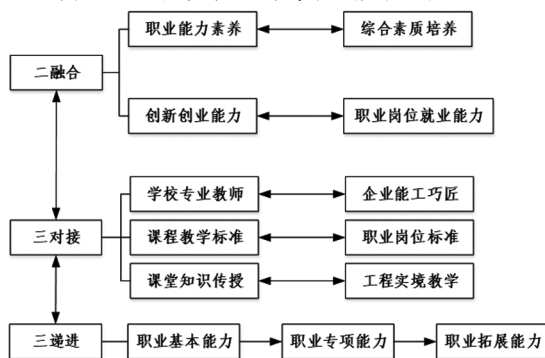 职业能力素养
综合素质培养
二融合
创新创业能力
职业岗位就业能力
学校专业教师
企业能工巧匠
三对接
课程教学标准
职业岗位标准
课堂知识传授
工程实境教学
三递进
职业基本能力
职业专项能力
职业拓展能力